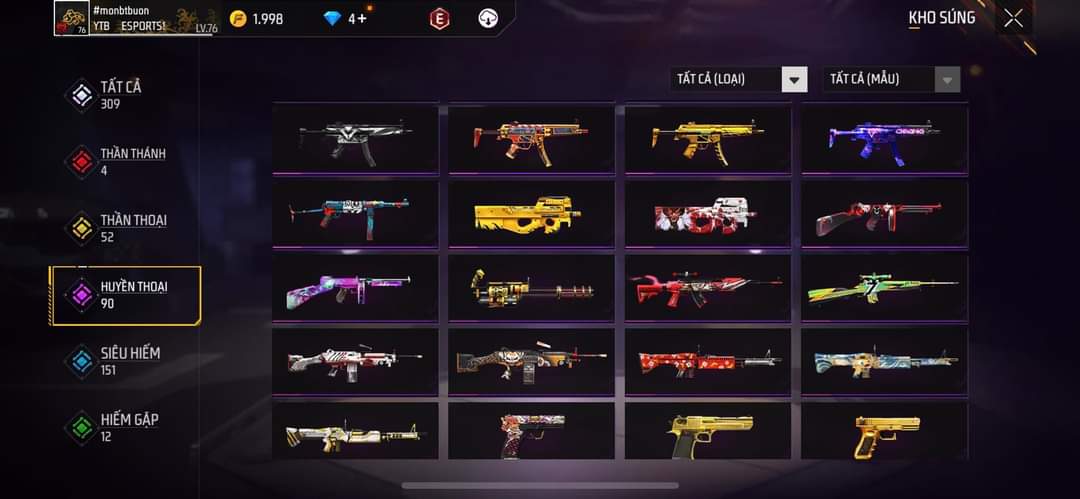 #monbtbuon
YTB ESPORTS!
76
LV.76
1.998
4+
E
KHO SÚNG
TẤT CẢ (LOẠI)
TẤT CẢ (MẪU)
TẤT CẢ
309
THẦN THÁNH
4
THẦN THOẠI
52
HUYỀN THOẠI
90
SIÊU HIẾM
151
HIẾM GẶP
12